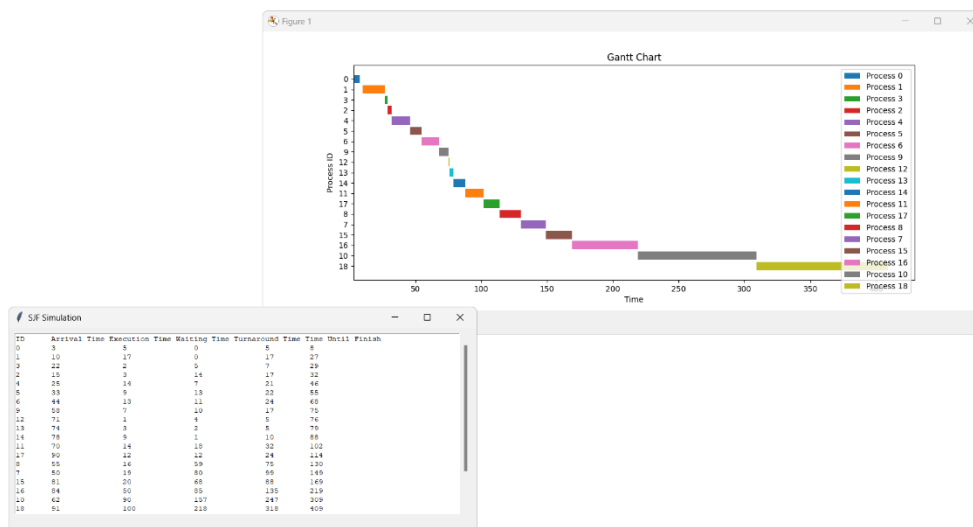 Figure 1
Gantt Chart
0
1
3
2
4
5
6
9
12
13
14
11
17
8
7
15
16
10
18
Process ID
50 100 150 200 250 300 350
Time
Process 0
Process 1
Process 3
Process 2
Process 4
Process 5
Process 6
Process 9
Process 12
Process 13
Process 14
Process 11
Process 17
Process 8
Process 7
Process 15
Process 16
Process 10
Process 18
SJF Simulation
ID Arrival Time Execution Time Waiting Time Turnaround Time Time Until Finish
0 3 5 0 5 8
1 10 17 0 17 27
3 22 2 5 7 29
2 15 3 14 17 32
4 25 14 7 21 46
5 33 9 13 22 55
6 44 13 11 24 68
9 58 7 10 17 75
12 71 1 4 5 76
13 74 3 2 5 79
14 78 9 1 10 88
11 70 14 18 32 102
17 90 12 12 24 114
8 55 16 59 75 130
7 50 19 80 99 149
15 81 20 68 88 169
16 84 50 85 135 219
10 62 90 157 247 309
18 91 100 218 318 409